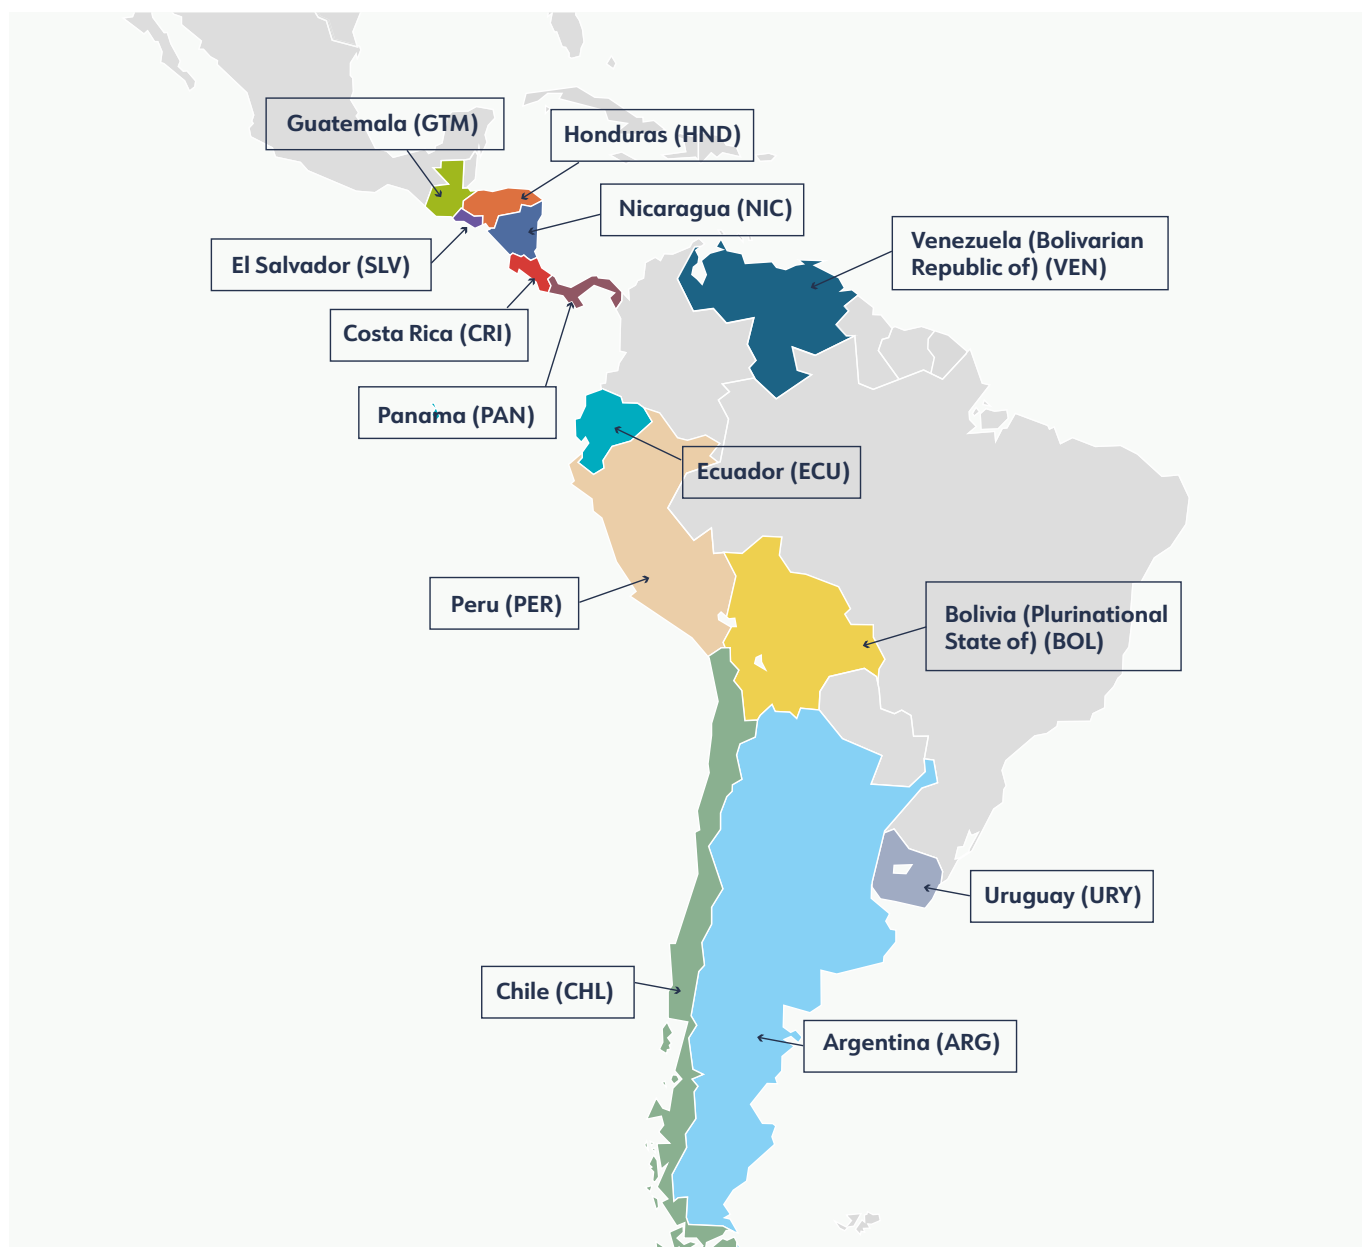 Guatemala (GTM)
Honduras (HND)
Nicaragua (NIC)
Venezuela (Bolivarian
Republic of) (VEN)
El Salvador (SLV)
Costa Rica (CRI)
Panama (PAN)
Ecuador (ECU)
Peru (PER)
Bolivia (Plurinational
State of) (BOL)
Uruguay (URY)
Chile (CHL)
Argentina (ARG)